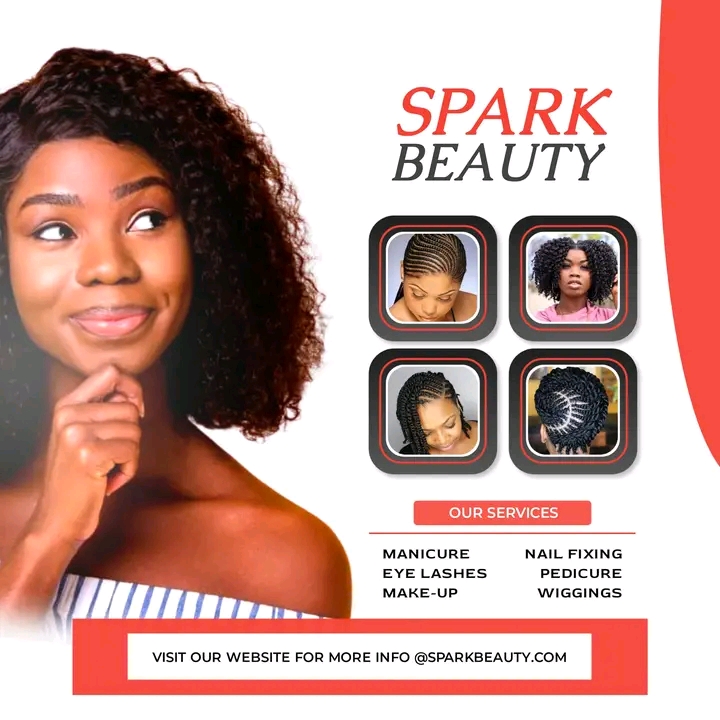 SPARK
BEAUTY
OUR SERVICES
MANICURE
EYE LASHES
MAKE-UP
NAIL FIXING
PEDICURE
WIGGINGS
VISIT OUR WEBSITE FOR MORE INFO @SPARKBEAUTY.COM